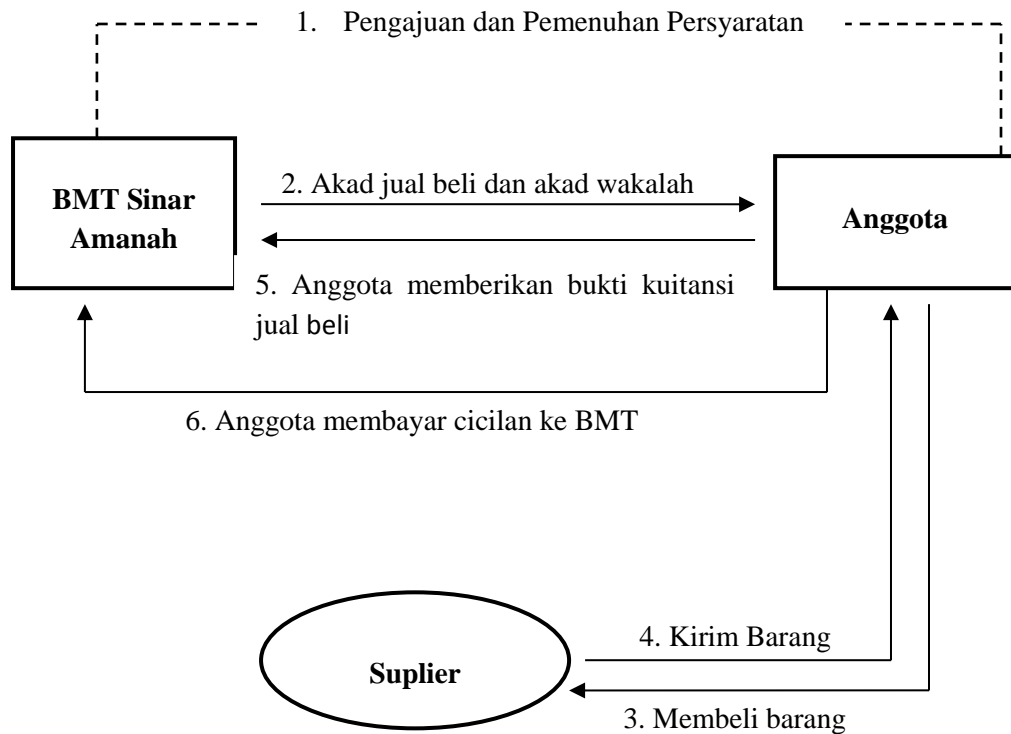 1. Pengajuan dan Pemenuhan Persyaratan
BMT Sinar
Amanah
2. Akad jual beli dan akad wakalah
Anggota
5. Anggota memberikan bukti kuitansi
jual beli
6. Anggota membayar cicilan ke BMT
4. Kirim Barang
Suplier
3. Membeli barang